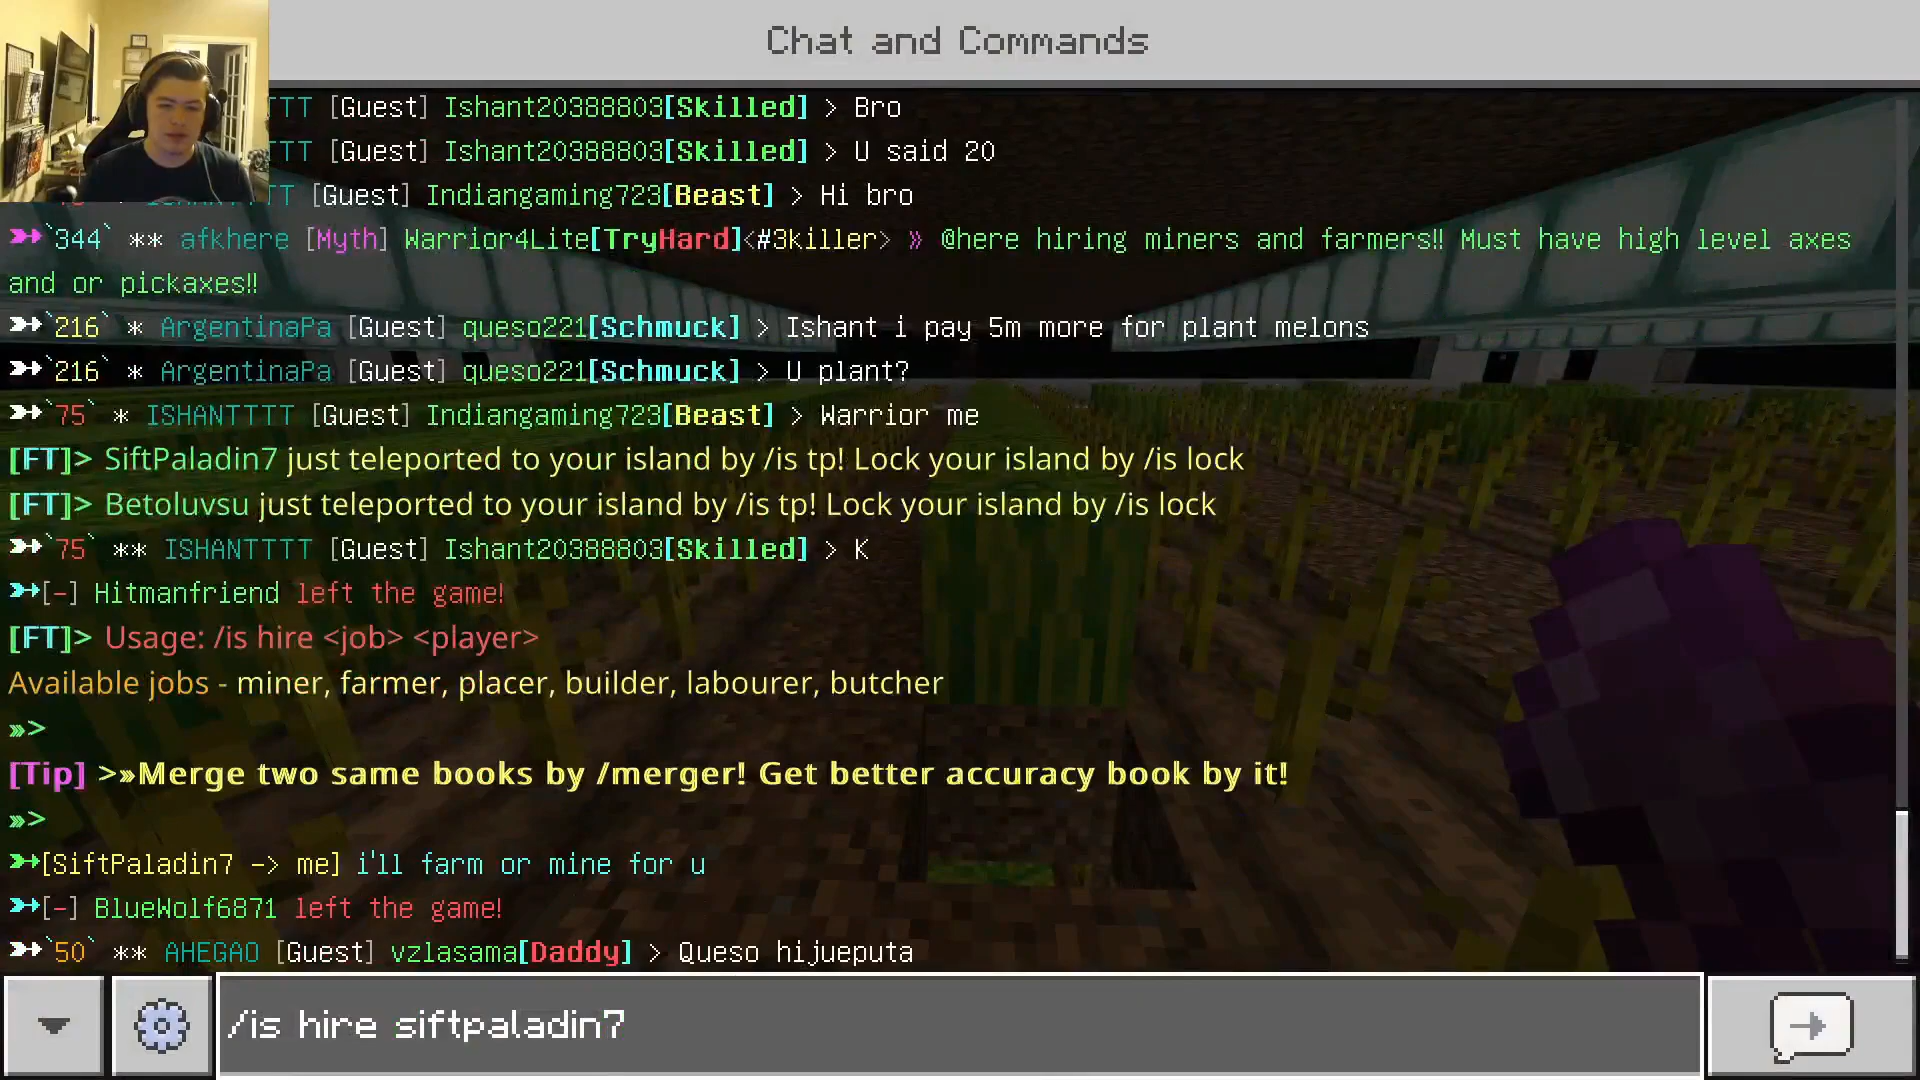 Chat and Commands
TTT [Guest] Ishant20388803[Skilled] > Bro
TTT [Guest] Ishant20388803[Skilled] > U said 20
[Guest] Indiangaming723[Beast] > Hi bro
`344` ** afkhere [Myth] Warrior4Lite[TryHard]<#3killer> » @here hiring miners and farmers!! Must have high level axes
and or pickaxes!!
`216` * ArgentinaPa [Guest] queso221[Schmuck] > Ishant i pay 5m more for plant melons
`216` * ArgentinaPa [Guest] queso221[Schmuck] > U plant?
`75` * ISHANTTTT [Guest] Indiangaming723[Beast] > Warrior me
[FT]> SiftPaladin7 just teleported to your island by /is tp! Lock your island by /is lock
[FT]> Betoluvsu just teleported to your island by /is tp! Lock your island by /is lock
`75` ** ISHANTTTT [Guest] Ishant20388803[Skilled] > K
[-] Hitmanfriend left the game!
[FT]> Usage: /is hire <job> <player>
Available jobs - miner, farmer, placer, builder, labourer, butcher
»>
[Tip] >»Merge two same books by /merger! Get better accuracy book by it!
»>
[SiftPaladin7 -> me] i'll farm or mine for u
[-] BlueWolf6871 left the game!
`50` ** AHEGAO [Guest] vzlasama[Daddy] > Queso hijueputa
/is hire siftpaladin7